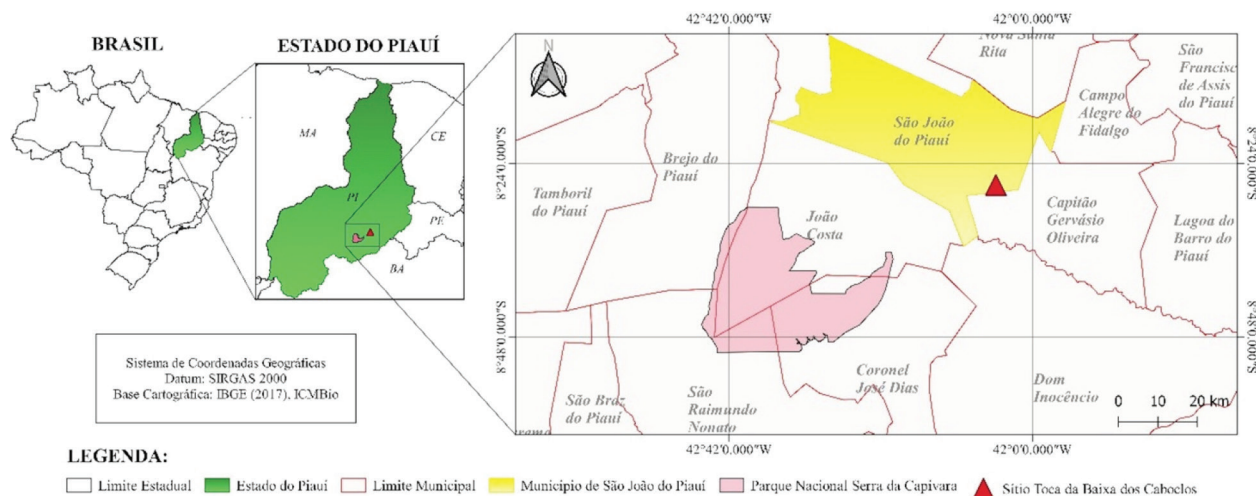 BRASIL
ESTADO DO PIAUÍ
MA
CE
PI
PE
BA
Sistema de Coordenadas Geográficas
Datum: SIRGAS 2000
Base Cartográfica: IBGE (2017), ICMBio
42°42'0.000"W
42°0'0.000"W
N
Nova Santa
Rita
São
Francisc
de Assis
do Piauí
Campo
Alegre do
Fidalgo
São João do
Piauí
Brejo do
Piauí
Tamboril
do Piauí
8°24'0.000"S
8°24'0.000"S
João
Costa
Capitão
Gervásio
Oliveira
Lagoa do
Barro do
Piauí
8°48'0.000"S
8°48'0.000"S
Coronel
José Dias
Dom
Inocêncio
São Braz
do Piauí
São
Raimundo
Nonato
0 10 20 km
42°42'0.000"W
42°0'0.000"W
LEGENDA:
Limite Estadual
Estado do Piauí
Limite Municipal
Municipio de São João do Piauí
Parque Nacional Serra da Capivara
Sítio Toca da Baixa dos Caboclos